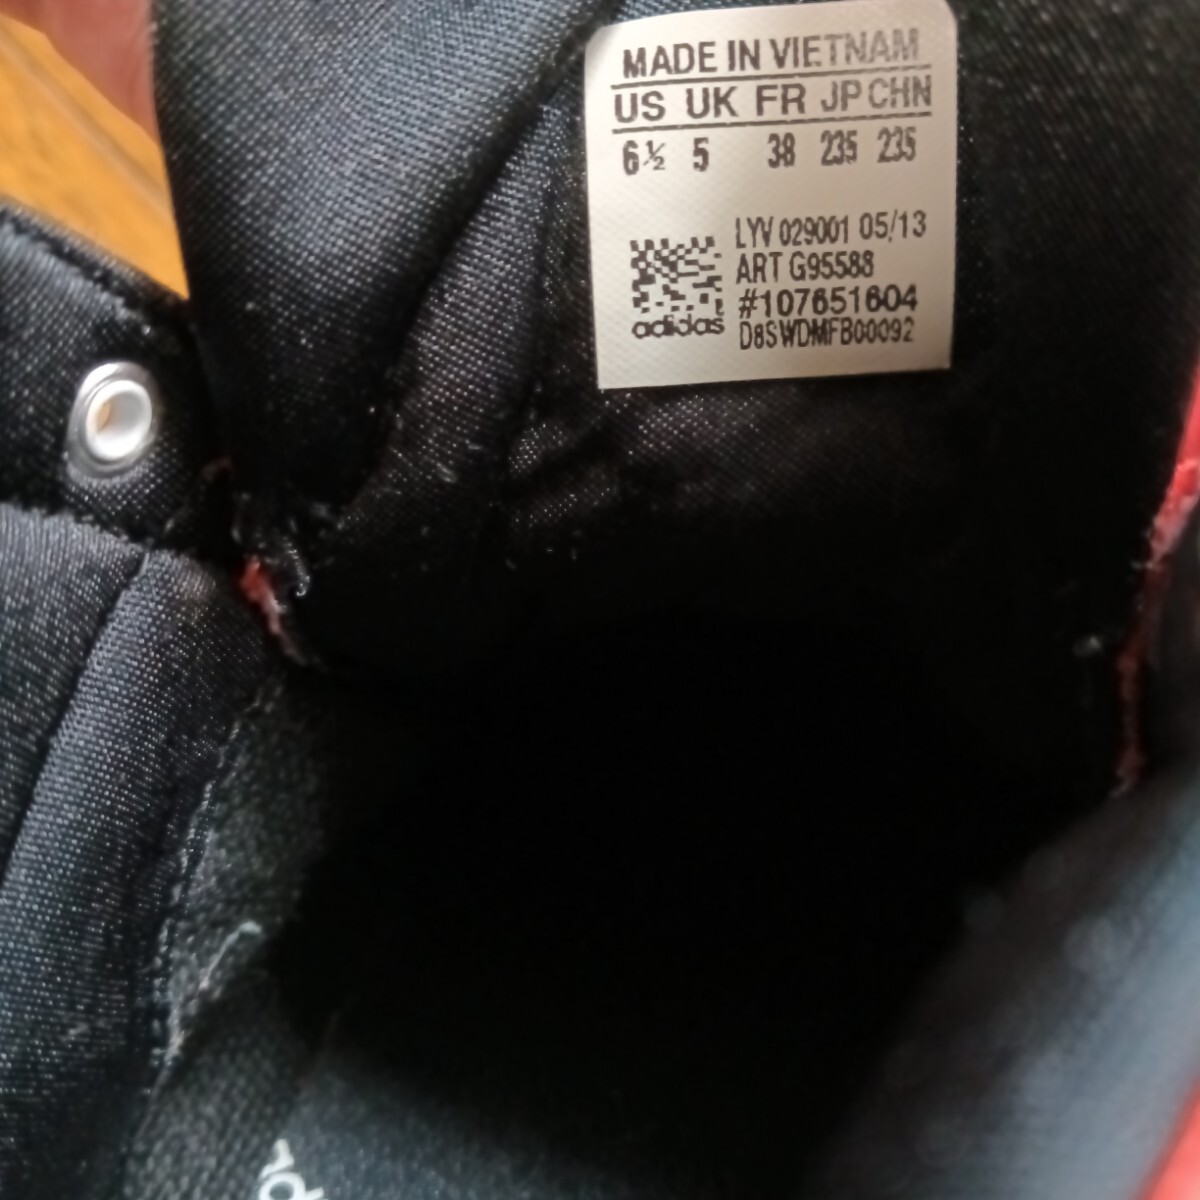 MADE IN VIETNAM
US UK FR JP CHN
6½ 5 38 235 235
LYV 029001 05/13
ART G95588
#107651604
adidas D8SWDMFB00092